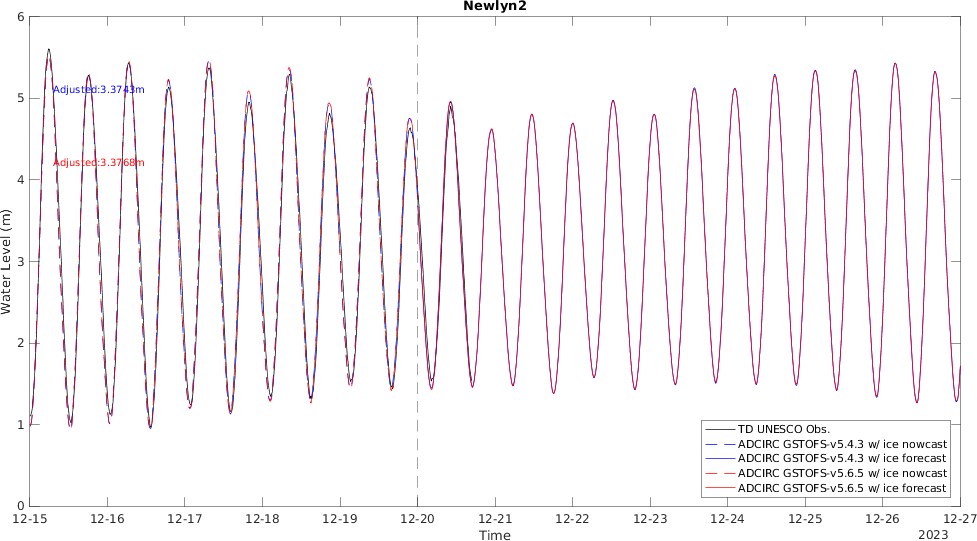 Newlyn2
6
5
4
3
2
1
0
Water Level (m)
Adjusted:3.3743m
Adjusted:3.3768m
TD UNESCO Obs.
ADCIRC GSTOFS-v5.4.3 w/ ice nowcast
ADCIRC GSTOFS-v5.4.3 w/ ice forecast
ADCIRC GSTOFS-v5.6.5 w/ ice nowcast
ADCIRC GSTOFS-v5.6.5 w/ ice forecast
12-15 12-16 12-17 12-18 12-19 12-20 12-21 12-22 12-23 12-24 12-25 12-26 12-27
Time
2023